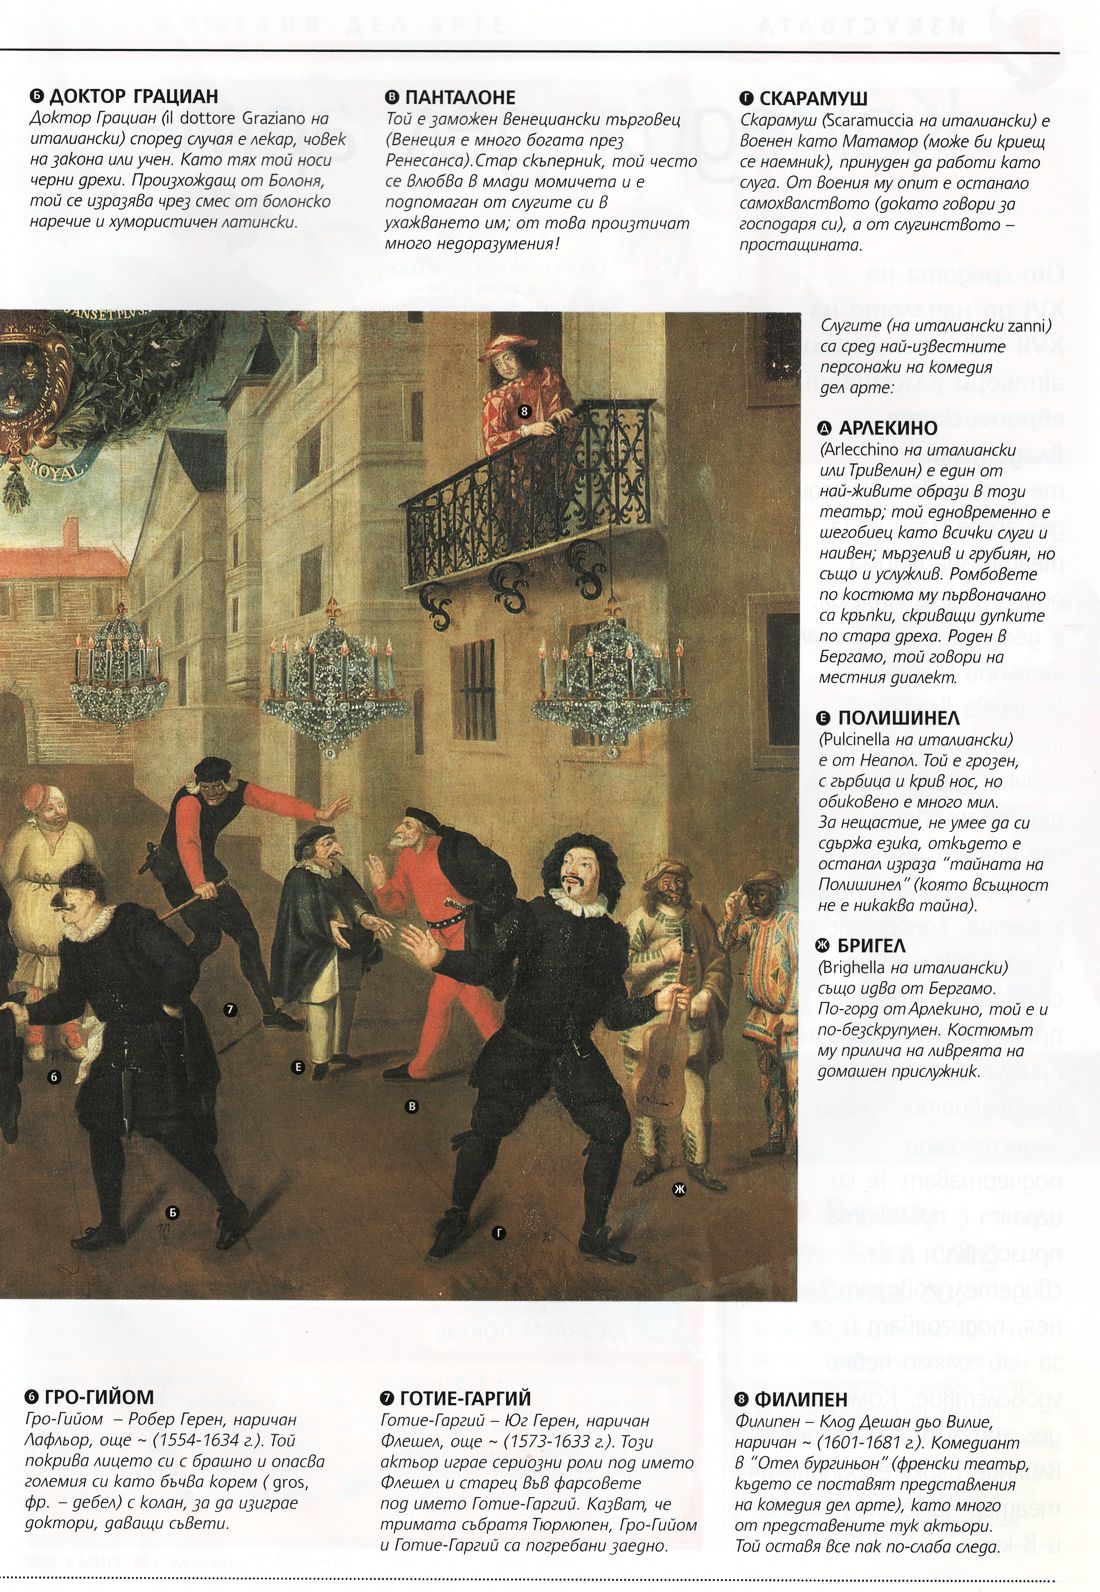 Б ДОКТОР ГРАЦИАН
Доктор Грациан (il dottore Graziano на
италиански) според случая е лекар, човек
на закона или учен. Като тях той носи
черни дрехи. Произхождащ от Болоня,
той се изразява чрез смес от болонско
наречие и хумористичен латински.
В ПАНТАЛОНЕ
Той е заможен венециански търговец
(Венеция е много богата през
Ренесанса).Стар скъперник, той често
се влюбва в млади момичета и е
подпомаган от слугите си в
ухажването им; от това произтичат
много недоразумения!
Г СКАРАМУШ
Скарамуш (Scaramuccia на италиански) е
военен като Матамор (може би криещ
се наемник), принуден да работи като
слуга. От военния му опит е останало
самохвалството (докато говори за
господаря си), а от слугинството –
простащината.
Слугите (на италиански zanni)
са сред най-известните
персонажи на комедия
дел арте:
Д АРЛЕКИНО
(Arlecchino на италиански
или Тривелин) е един от
най-живите образи в този
театър; той едновременно е
шегобиец като всички слуги и
наивен; мързелив и грубиян, но
също и услужлив. Ромбовете
по костюма му първоначално
са кръпки, скриващи дупките
по стара дреха. Роден в
Бергамо, той говори на
местния диалект.
Е ПОЛИШИНЕЛ
(Pulcinella на италиански)
е от Неапол. Той е грозен,
с гърбица и крив нос, но
обиковено е много мил.
За нещастие, не умее да си
сдържа езика, откъдето е
останал израза "тайната на
Полишинел" (която всъщност
не е никаква тайна).
Ж БРИГЕЛ
(Brighella на италиански)
също идва от Бергамо.
По-горд от Арлекино, той е и
по-безскрупулен. Костюмът
му прилича на ливреята на
домашен прислужник.
ROYAL.
8
7
6
Е
В
Б
Г
Ж
6 ГРО-ГИЙОМ
Гро-Гийом – Робер Герен, наричан
Лафльор, още ~ (1554-1634 г.). Той
покрива лицето си с брашно и опасва
големия си като бъчва корем ( gros,
фр. – дебел) с колан, за да изиграе
доктори, даващи съвети.
7 ГОТИЕ-ГАРГИЙ
Готие-Гаргий – Юг Герен, наричан
Флешел, още ~ (1573-1633 г.). Този
актьор играе сериозни роли под името
Флешел и старец във фарсовете
под името Готие-Гаргий. Казват, че
тримата събратя Тюрлюпен, Гро-Гийом
и Готие-Гаргий са погребани заедно.
8 ФИЛИПЕН
Филипен – Клод Дешан дьо Вилие,
наричан ~ (1601-1681 г.). Комедиант
в "Отел бургиньон" (френски театър,
където се поставят представления
на комедия дел арте), като много
от представените тук актьори.
Той оставя все пак по-слаба следа.